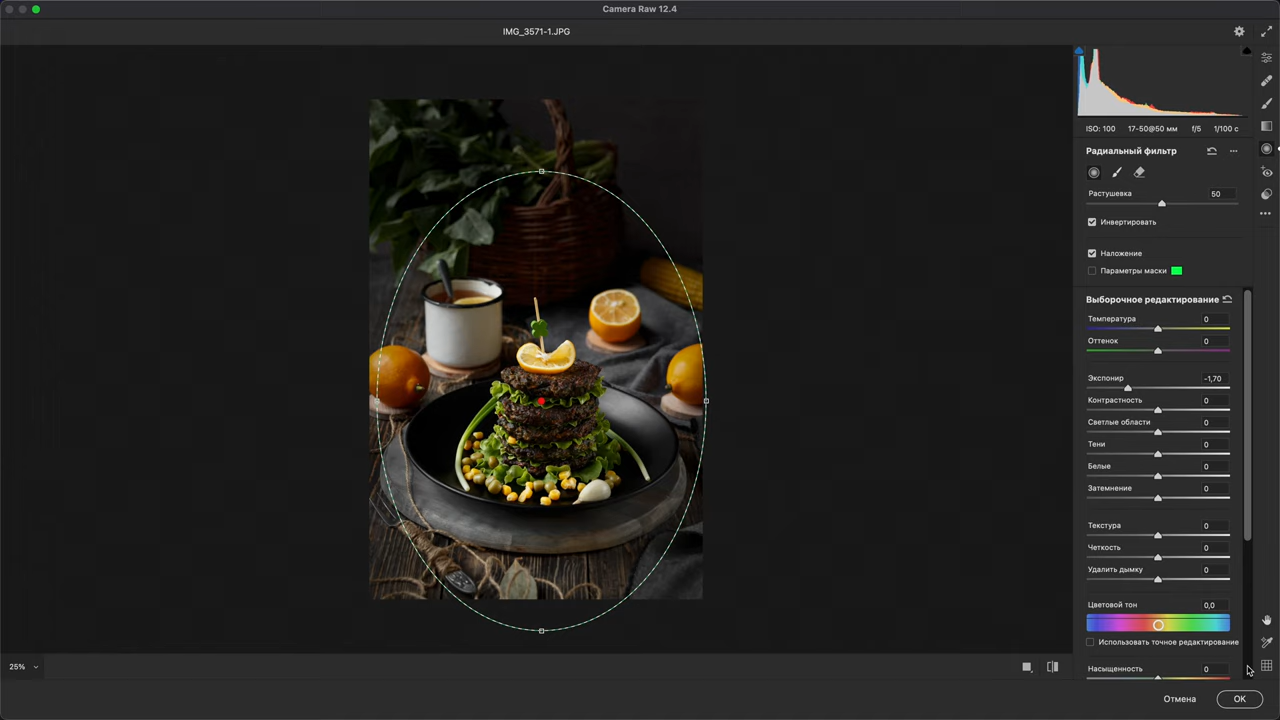 Camera Raw 12.4
IMG_3571-1.JPG
ISO: 100 17-50@50 мм f/5 1/100 с
Радиальный фильтр
Растушевка 50
Инвертировать
Наложение
Параметры маски
Выборочное редактирование
Температура 0
Оттенок 0
Экспонир -1,70
Контрастность 0
Светлые области 0
Тени 0
Белые 0
Затемнение 0
Текстура 0
Четкость 0
Удалить дымку 0
Цветовой тон 0,0
Использовать точное редактирование
Насыщенность 0
25%
Отмена OK